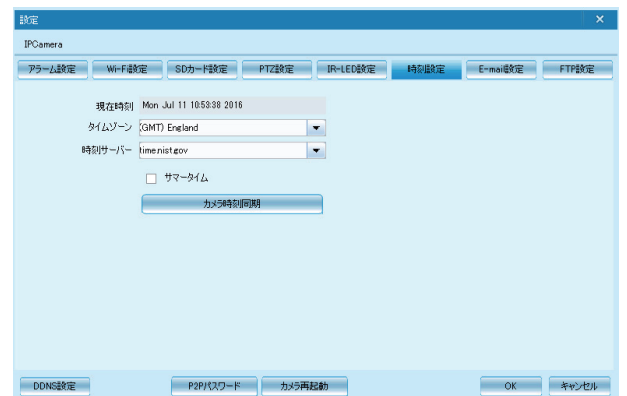 設定
IPCamera
アラーム設定 Wi-Fi設定 SDカード設定 PTZ設定 IR-LED設定 時刻設定 E-mail設定 FTP設定
現在時刻 Mon Jul 11 10:53:38 2016
タイムゾーン (GMT) England
時刻サーバー time.nist.gov
サマータイム
カメラ時刻同期
DDNS設定 P2Pパスワード カメラ再起動 OK キャンセル